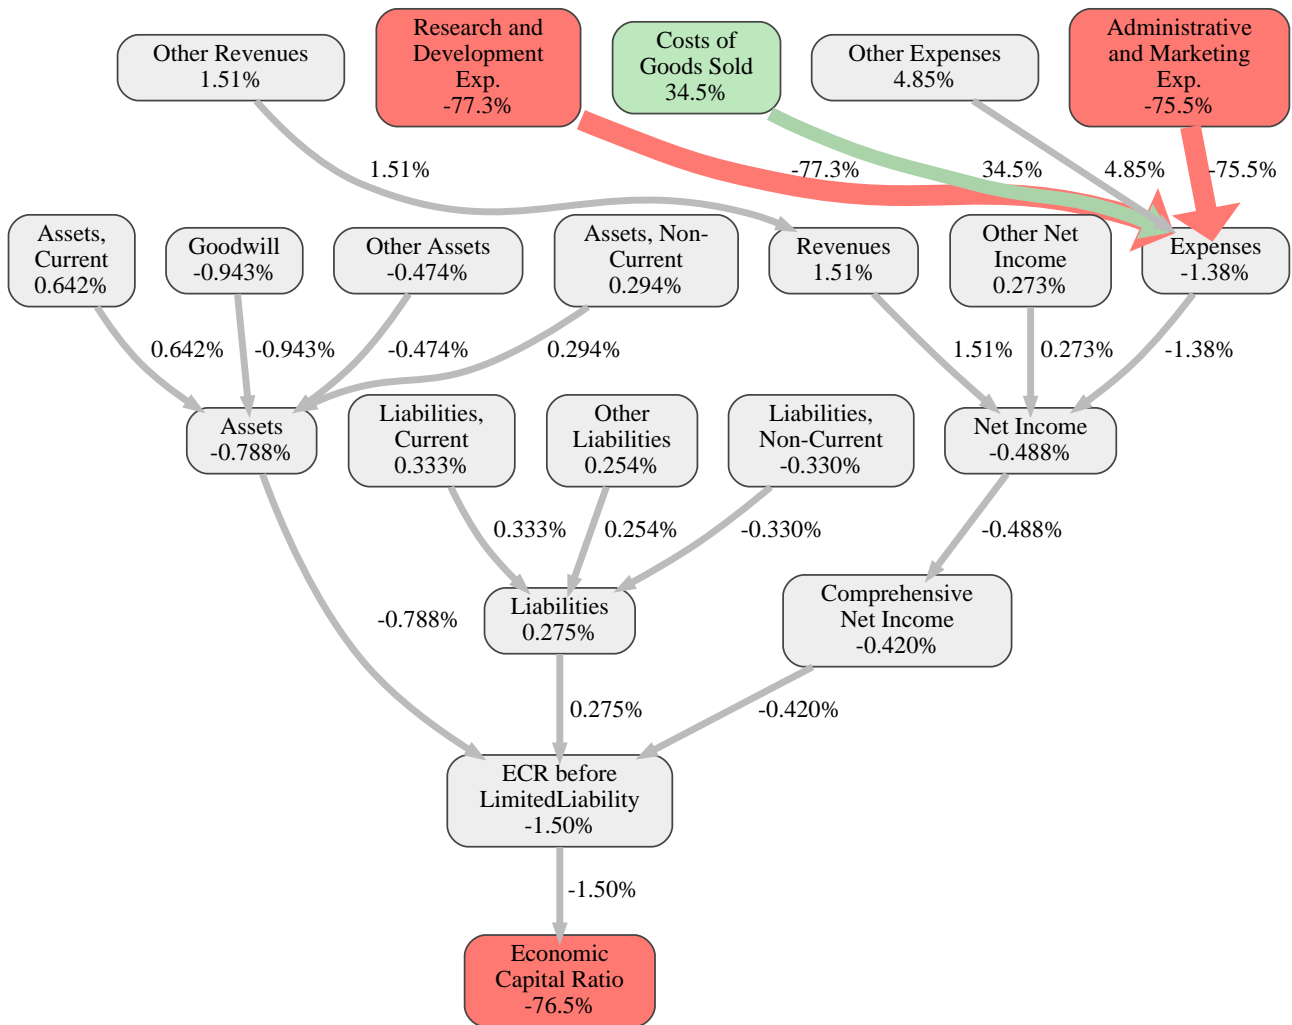 Other Revenues
1.51%
Research and
Development
Exp.
-77.3%
Costs of
Goods Sold
34.5%
Other Expenses
4.85%
Administrative
and Marketing
Exp.
-75.5%
1.51%
-77.3%
34.5%
4.85%
-75.5%
Assets,
Current
0.642%
Goodwill
-0.943%
Other Assets
-0.474%
Assets, Non-
Current
0.294%
Revenues
1.51%
Other Net
Income
0.273%
Expenses
-1.38%
0.642%
-0.943%
-0.474%
0.294%
1.51%
0.273%
-1.38%
Assets
-0.788%
Liabilities,
Current
0.333%
Other
Liabilities
0.254%
Liabilities,
Non-Current
-0.330%
Net Income
-0.488%
0.333%
0.254%
-0.330%
-0.488%
-0.788%
Liabilities
0.275%
Comprehensive
Net Income
-0.420%
0.275%
-0.420%
ECR before
LimitedLiability
-1.50%
-1.50%
Economic
Capital Ratio
-76.5%